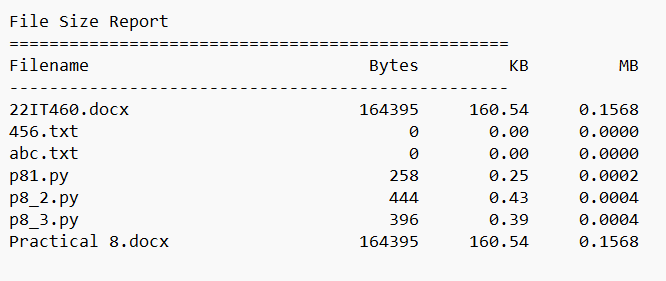 File Size Report
==================================================
Filename                            Bytes         KB         MB
--------------------------------------------------
22IT460.docx                       164395     160.54     0.1568
456.txt                                 0       0.00     0.0000
abc.txt                                 0       0.00     0.0000
p81.py                                258       0.25     0.0002
p8_2.py                               444       0.43     0.0004
p8_3.py                               396       0.39     0.0004
Practical 8.docx                   164395     160.54     0.1568